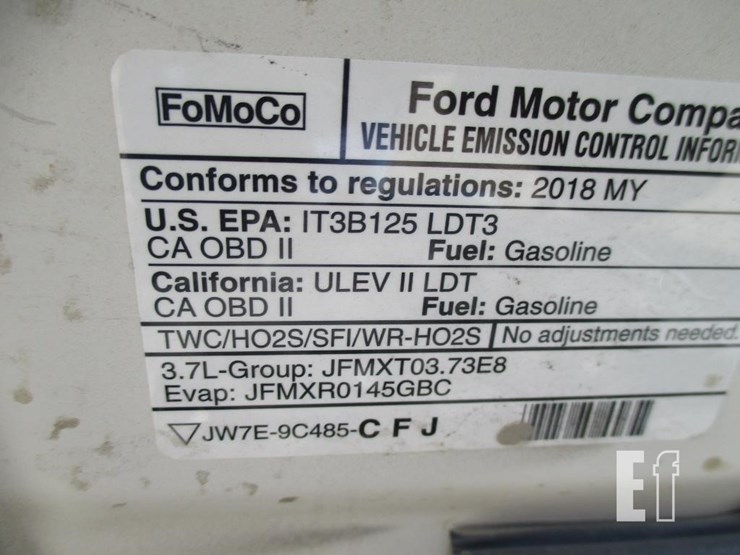 FoMoCo
Ford Motor Compa
VEHICLE EMISSION CONTROL INFOR
Conforms to regulations: 2018 MY
U.S. EPA: IT3B125 LDT3
CA OBD II Fuel: Gasoline
California: ULEV II LDT
CA OBD II Fuel: Gasoline
TWC/HO2S/SFI/WR-HO2S No adjustments needed.
3.7L-Group: JFMXT03.73E8
Evap: JFMXR0145GBC
JW7E-9C485-C F J
Ef